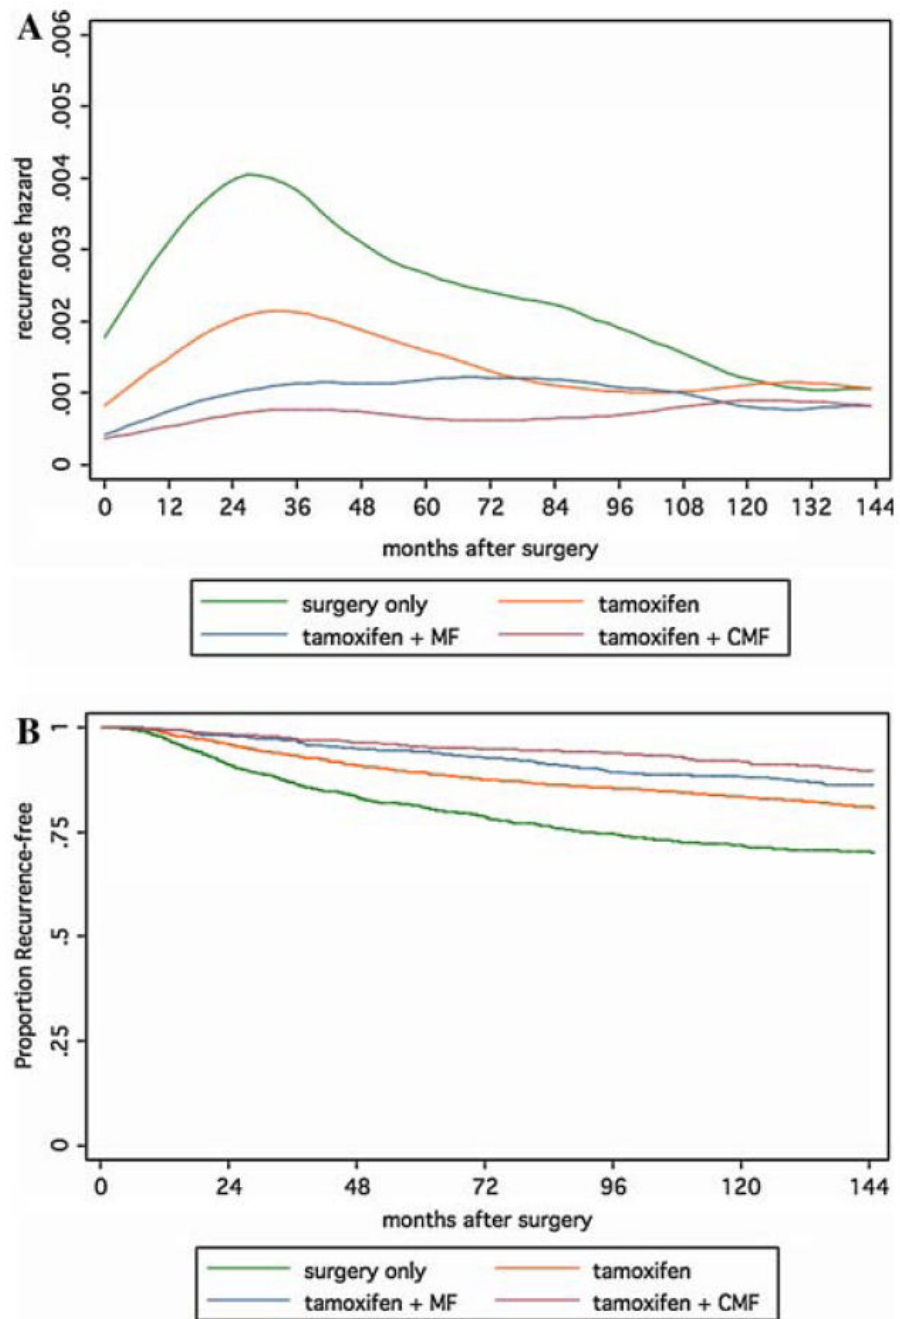 A
.006
.005
.004
.003
.002
.001
0
recurrence hazard
0 12 24 36 48 60 72 84 96 108 120 132 144
months after surgery
surgery only tamoxifen
tamoxifen + MF tamoxifen + CMF
B
1
.75
.5
.25
0
Proportion Recurrence-free
0 24 48 72 96 120 144
months after surgery
surgery only tamoxifen
tamoxifen + MF tamoxifen + CMF